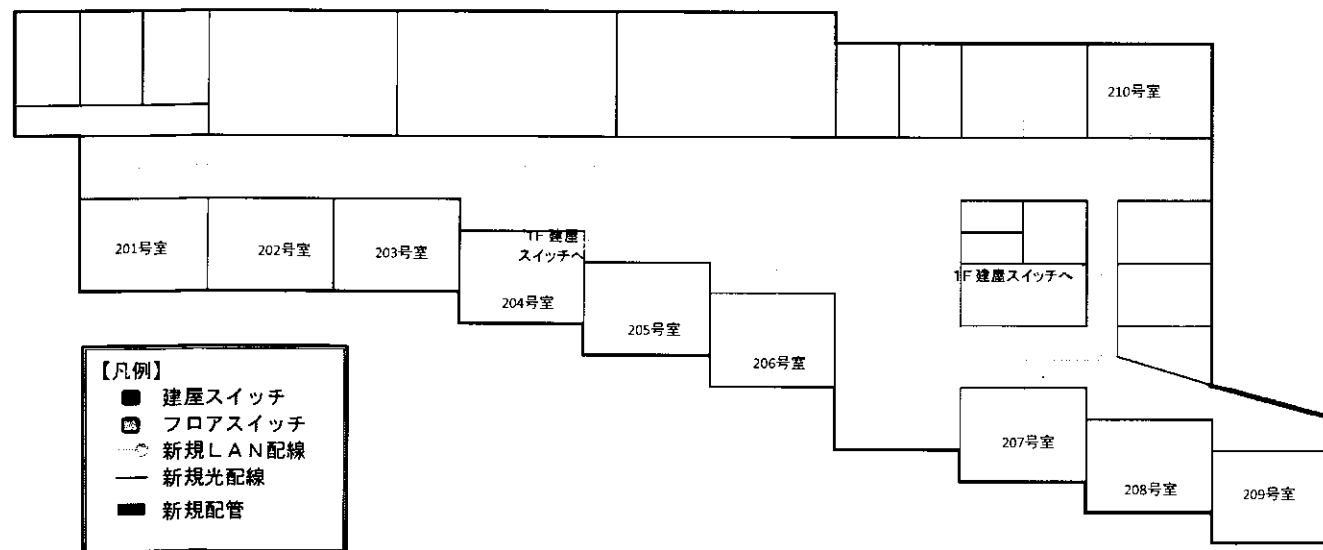 210号室
201号室
202号室
203号室
1F 建屋
スイッチへ
204号室
205号室
206号室
1F 建屋スイッチへ
207号室
208号室
209号室
【凡例】
建屋スイッチ
フロアスイッチ
新規LAN配線
新規光配線
新規配管